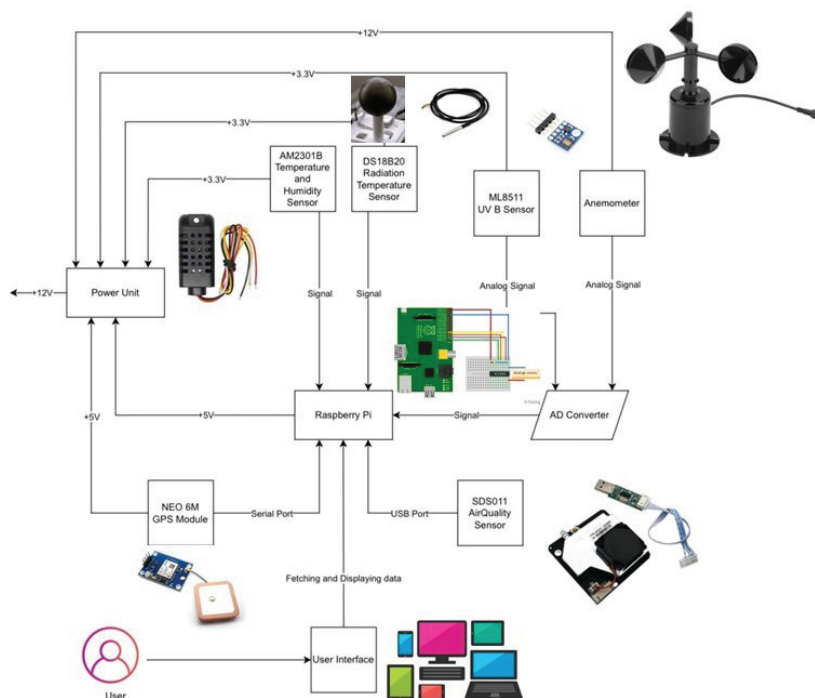 +12V
+3.3V
+3.3V
AM2301B
Temperature
and
Humidity
Sensor
DS18B20
Radiation
Temperature
Sensor
+3.3V
ML8511
UV B Sensor
Anemometer
+12V
Power Unit
Signal
Signal
Analog Signal
Analog Signal
+5V
+5V
Raspberry Pi
Signal
AD Converter
NEO 6M
GPS Module
Serial Port
USB Port
SDS011
AirQuality
Sensor
Fetching and Displaying data
User Interface
User